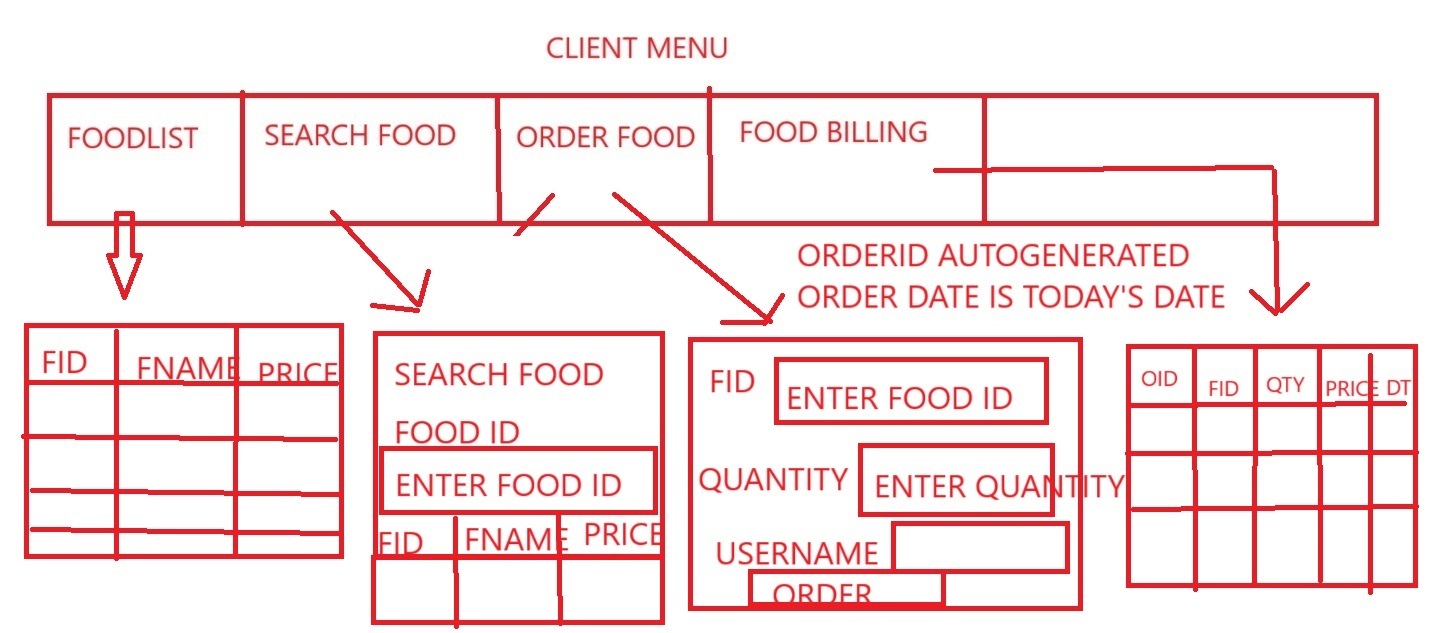 CLIENT MENU
FOODLIST
SEARCH FOOD
ORDER FOOD
FOOD BILLING
ORDERID AUTOGENERATED
ORDER DATE IS TODAY'S DATE
FID FNAME PRICE
SEARCH FOOD
FOOD ID
ENTER FOOD ID
FID FNAME PRICE
FID ENTER FOOD ID
QUANTITY ENTER QUANTITY
USERNAME
ORDER
OID FID QTY PRICE DT